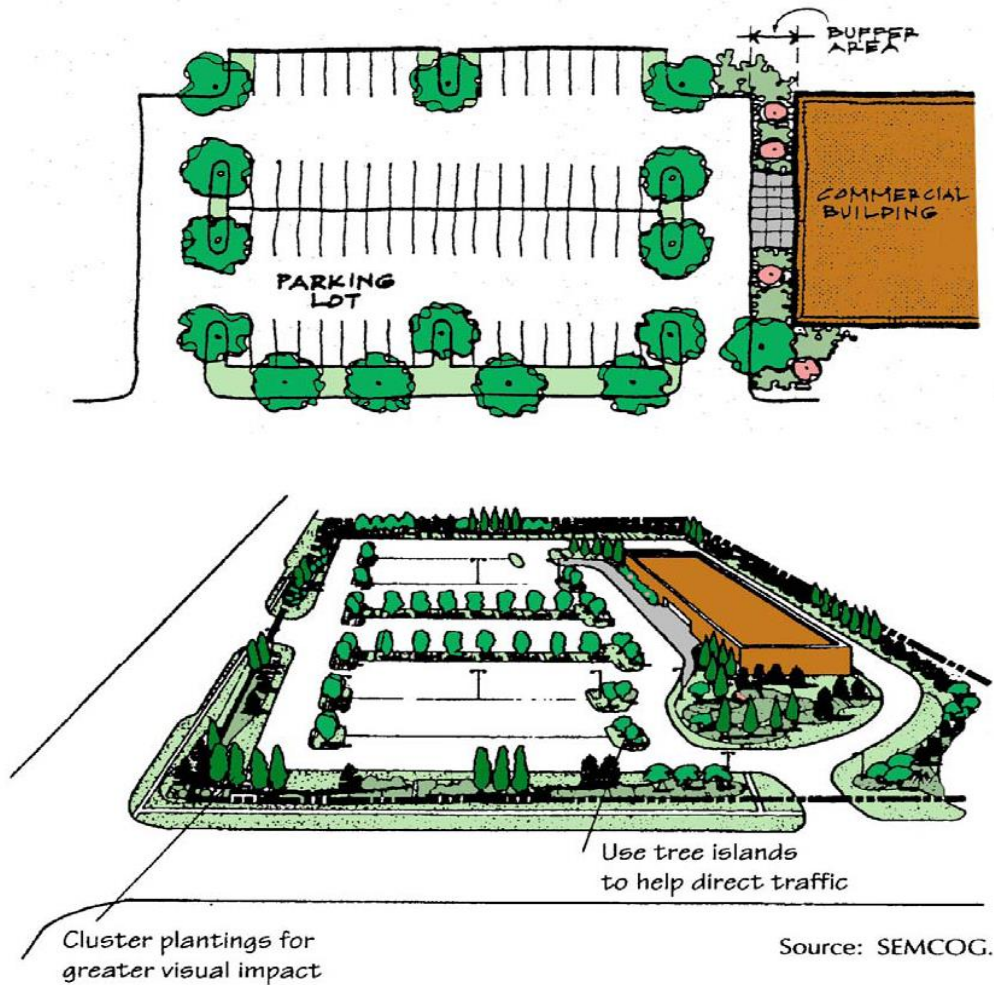 BUFFER
AREA
COMMERCIAL
BUILDING
PARKING
LOT
Use tree islands
to help direct traffic
Cluster plantings for
greater visual impact
Source: SEMCOG.